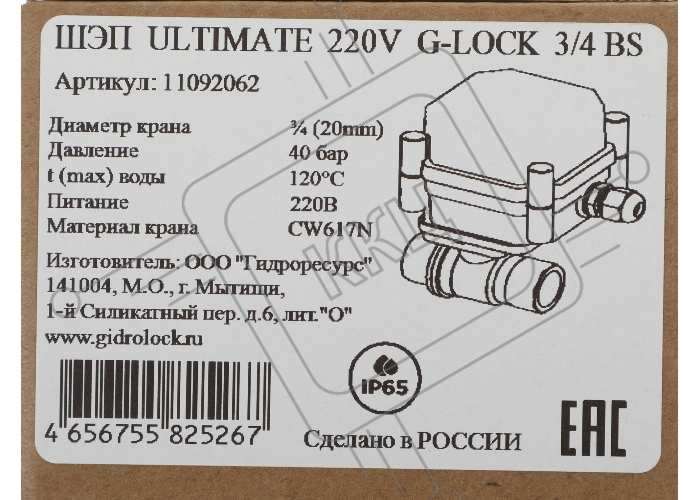 ШЭП ULTIMATE 220V G-LOCK 3/4 BS
Артикул: 11092062
Диаметр крана ¾ (20mm)
Давление 40 бар
t (max) воды 120°C
Питание 220В
Материал крана CW617N
Изготовитель: ООО "Гидроресурс"
141004, М.О., г. Мытищи,
1-й Силикатный пер. д.6, лит."О"
www.gidrolock.ru
IP65
4 656755 825267
Сделано в РОССИИ
EAC
ККЦ